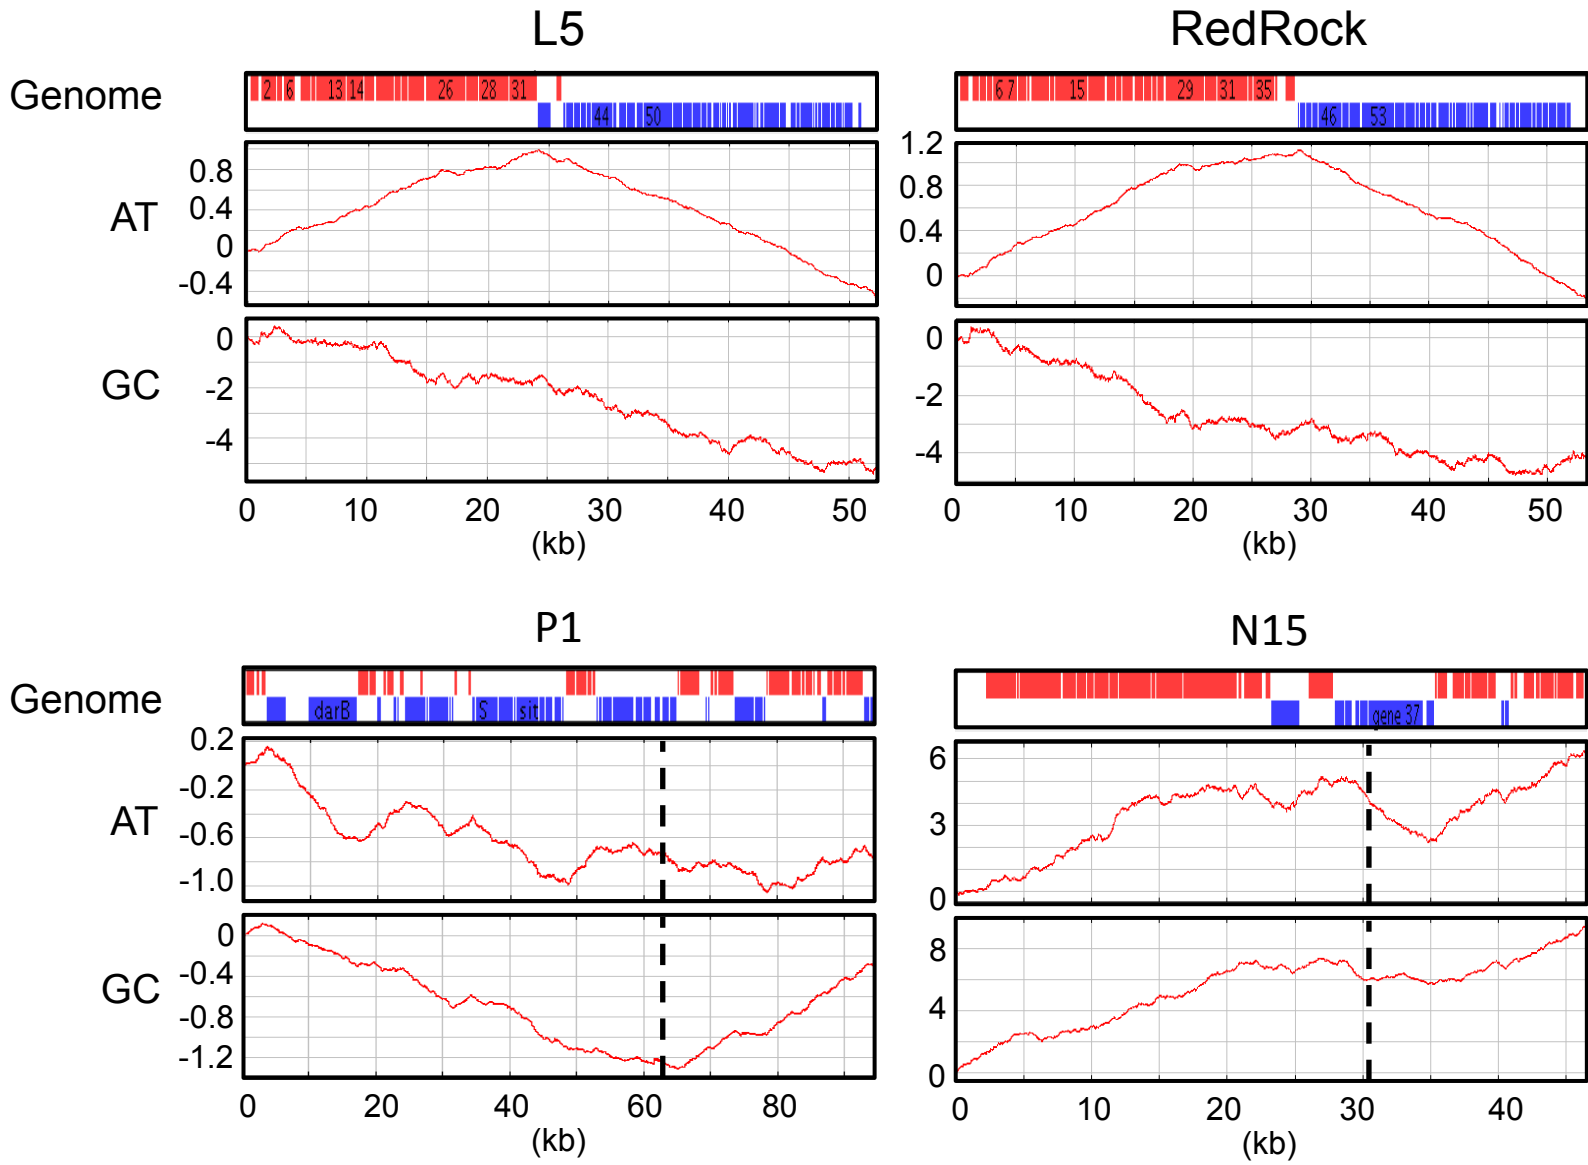 L5 RedRock
Genome 2 6 13 14 26 28 31 44 50
6 7 15 29 31 35 46 53
AT 0.8 0.4 0 -0.4
1.2 0.8 0.4 0
GC 0 -2 -4
0 -2 -4
0 10 20 30 40 50
(kb)
0 10 20 30 40 50
(kb)
P1 N15
Genome darB S sit
gene 37
AT 0.2 -0.2 -0.6 -1.0
6 3 0
GC 0 -0.4 -0.8 -1.2
8 4 0
0 20 40 60 80
(kb)
0 10 20 30 40
(kb)